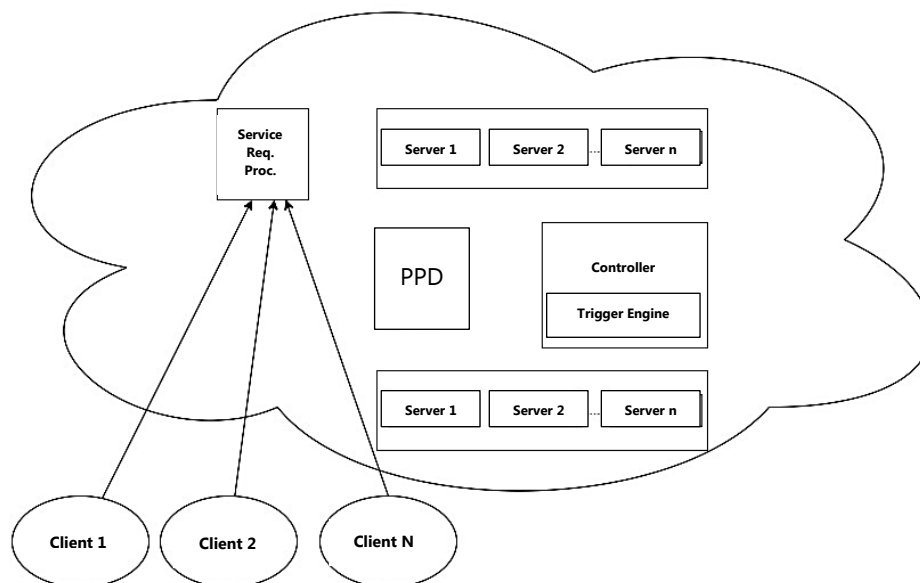 Service
Req.
Proc.
Server 1
Server 2
Server n
PPD
Controller
Trigger Engine
Server 1
Server 2
Server n
Client 1
Client 2
Client N